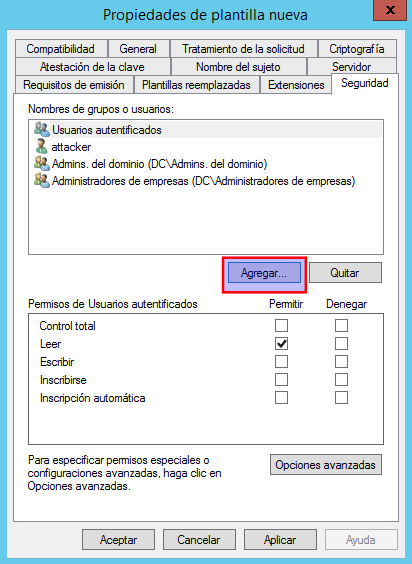 Propiedades de plantilla nueva
x
Compatibilidad General Tratamiento de la solicitud Criptografía
Atestación de la clave Nombre del sujeto Servidor
Requisitos de emisión Plantillas reemplazadas Extensiones Seguridad
Nombres de grupos o usuarios:
Usuarios autentificados
attacker
Admins. del dominio (DC\Admins. del dominio)
Administradores de empresas (DC\Administradores de empresas)
Agregar... Quitar
Permisos de Usuarios autentificados Permitir Denegar
Control total
Leer
Escribir
Inscribirse
Inscripción automática
Para especificar permisos especiales o
configuraciones avanzadas, haga clic en
Opciones avanzadas.
Opciones avanzadas
Aceptar Cancelar Aplicar Ayuda